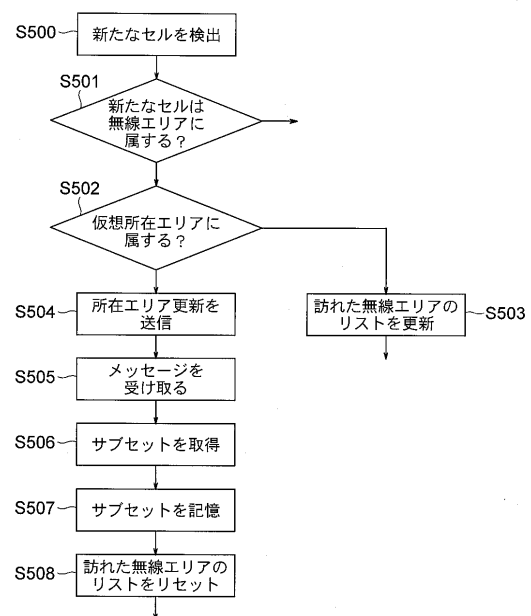 S500
新たなセルを検出
S501
新たなセルは
無線エリアに
属する?
S502
仮想所在エリアに
属する?
S504
所在エリア更新を
送信
訪れた無線エリアの
リストを更新
S503
S505
メッセージを
受け取る
S506
サブセットを取得
S507
サブセットを記憶
S508
訪れた無線エリアの
リストをリセット